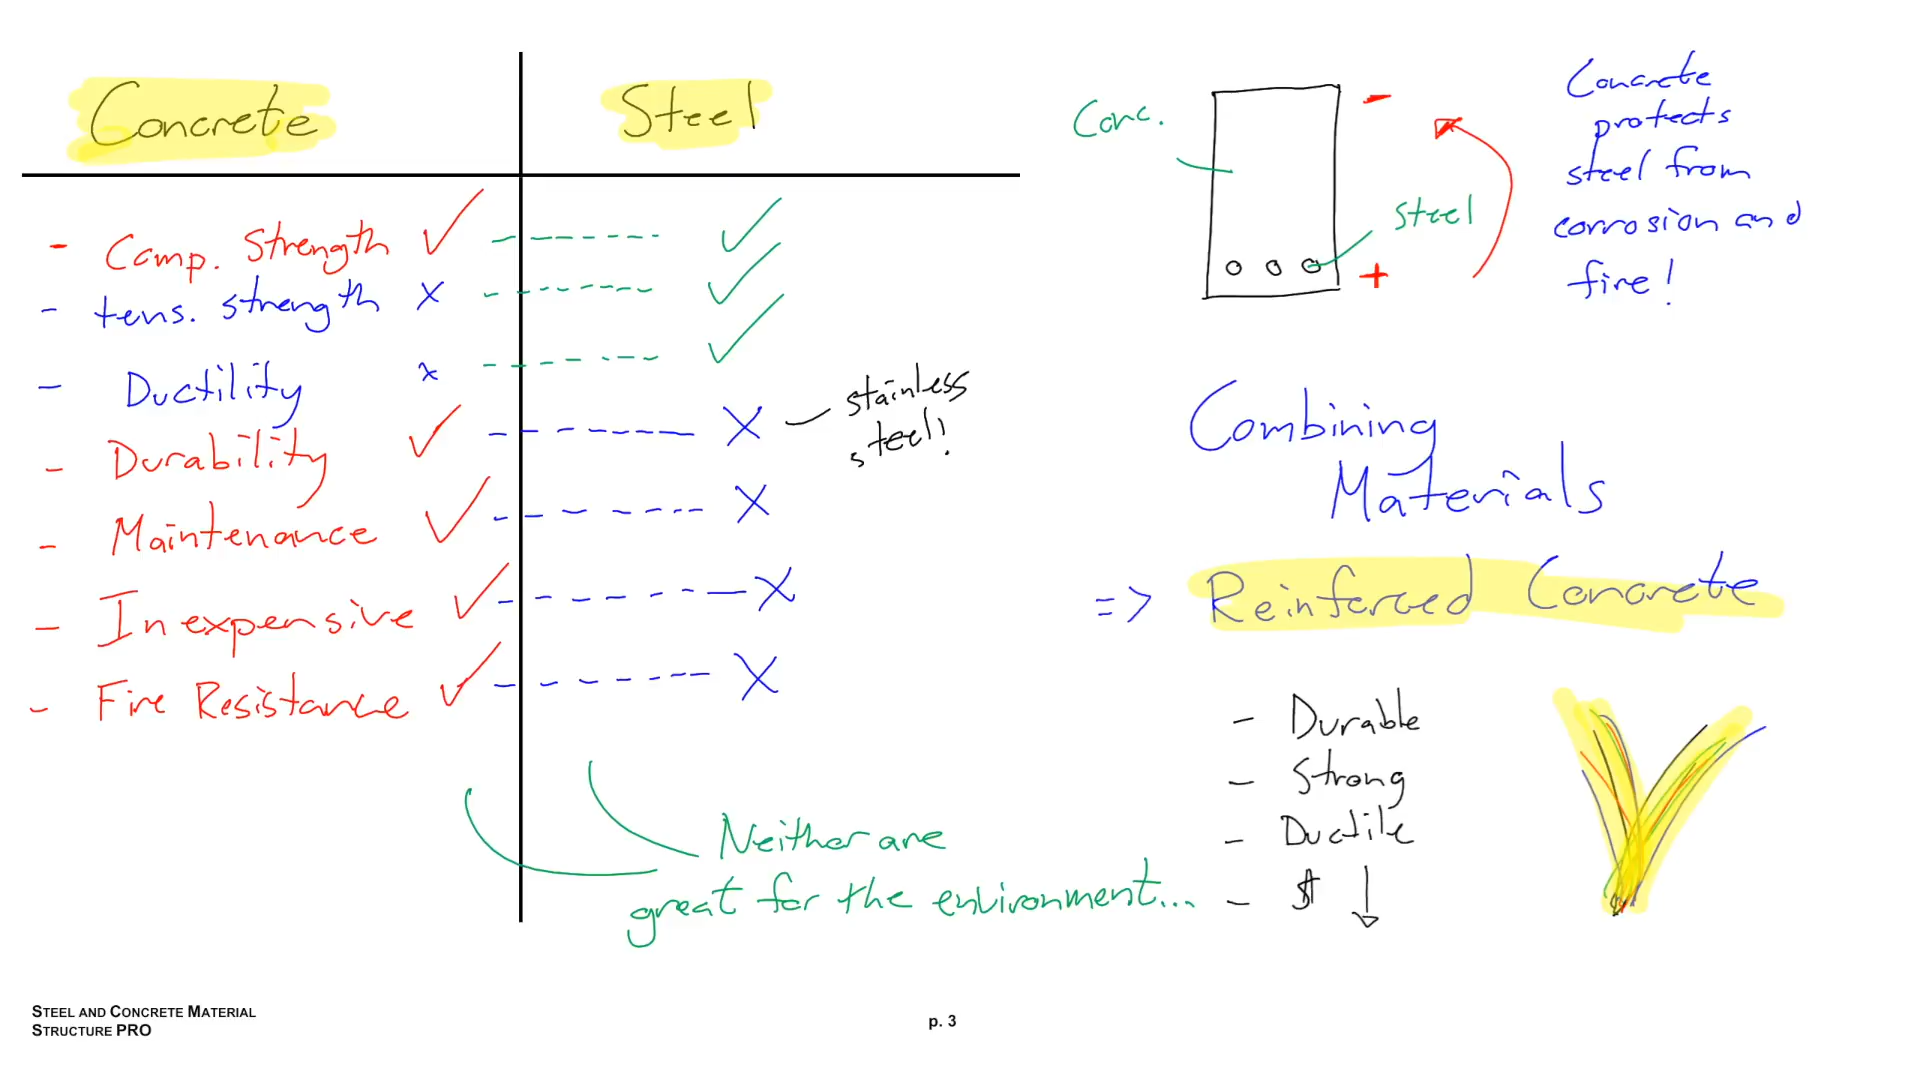 Concrete
Steel
- Comp. Strength ✓ ------- ✓
- tens. strength x ------- ✓
- Ductility x ------- ✓
- Durability ✓ ------- X — stainless steel!
- Maintenance ✓ ------- X
- Inexpensive ✓ ------- X
- Fire Resistance ✓ ------- X
Neither are
great for the environment...
Conc.
-
steel
+
Concrete
protects
steel from
corrosion and
fire!
Combining
Materials
=> Reinforced Concrete
- Durable
- Strong
- Ductile
- $ ↓
STEEL AND CONCRETE MATERIAL
STRUCTURE PRO
p. 3